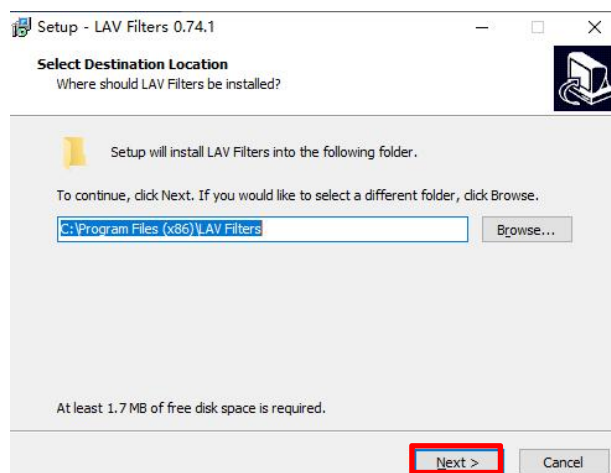 Setup - LAV Filters 0.74.1
Select Destination Location
Where should LAV Filters be installed?
Setup will install LAV Filters into the following folder.
To continue, click Next. If you would like to select a different folder, click Browse.
C:\Program Files (x86)\LAV Filters
Browse...
At least 1.7 MB of free disk space is required.
Next >
Cancel